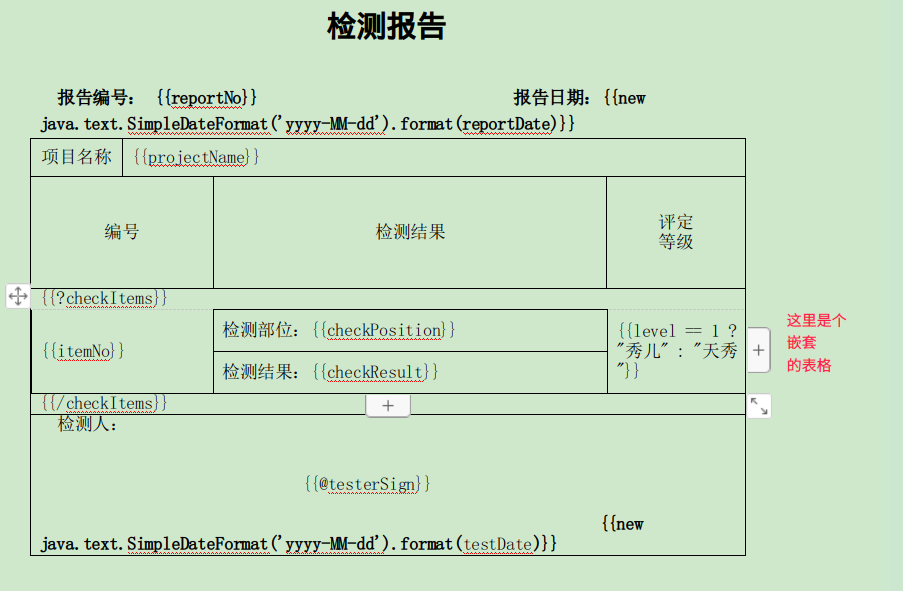 检测报告
报告编号： {{reportNo}} 报告日期：{{new
java.text.SimpleDateFormat('yyyy-MM-dd').format(reportDate)}}
项目名称 {{projectName}}
编号 检测结果 评定
等级
{{?checkItems}}
{{itemNo}} 检测部位：{{checkPosition}} {{level == 1 ?
"秀儿" : "天秀
"}}
检测结果：{{checkResult}}
这里是个
嵌套
的表格
{{/checkItems}}
检测人：
{{@testerSign}}
{{new
java.text.SimpleDateFormat('yyyy-MM-dd').format(testDate)}}